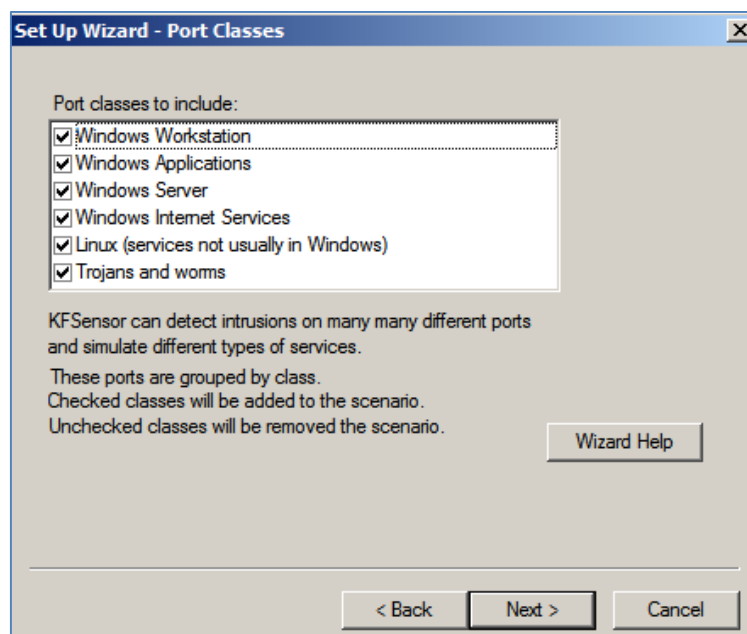 Set Up Wizard - Port Classes
Port classes to include:
Windows Workstation
Windows Applications
Windows Server
Windows Internet Services
Linux (services not usually in Windows)
Trojans and worms
KFSensor can detect intrusions on many many different ports
and simulate different types of services.
These ports are grouped by class.
Checked classes will be added to the scenario.
Unchecked classes will be removed the scenario.
Wizard Help
< Back
Next >
Cancel